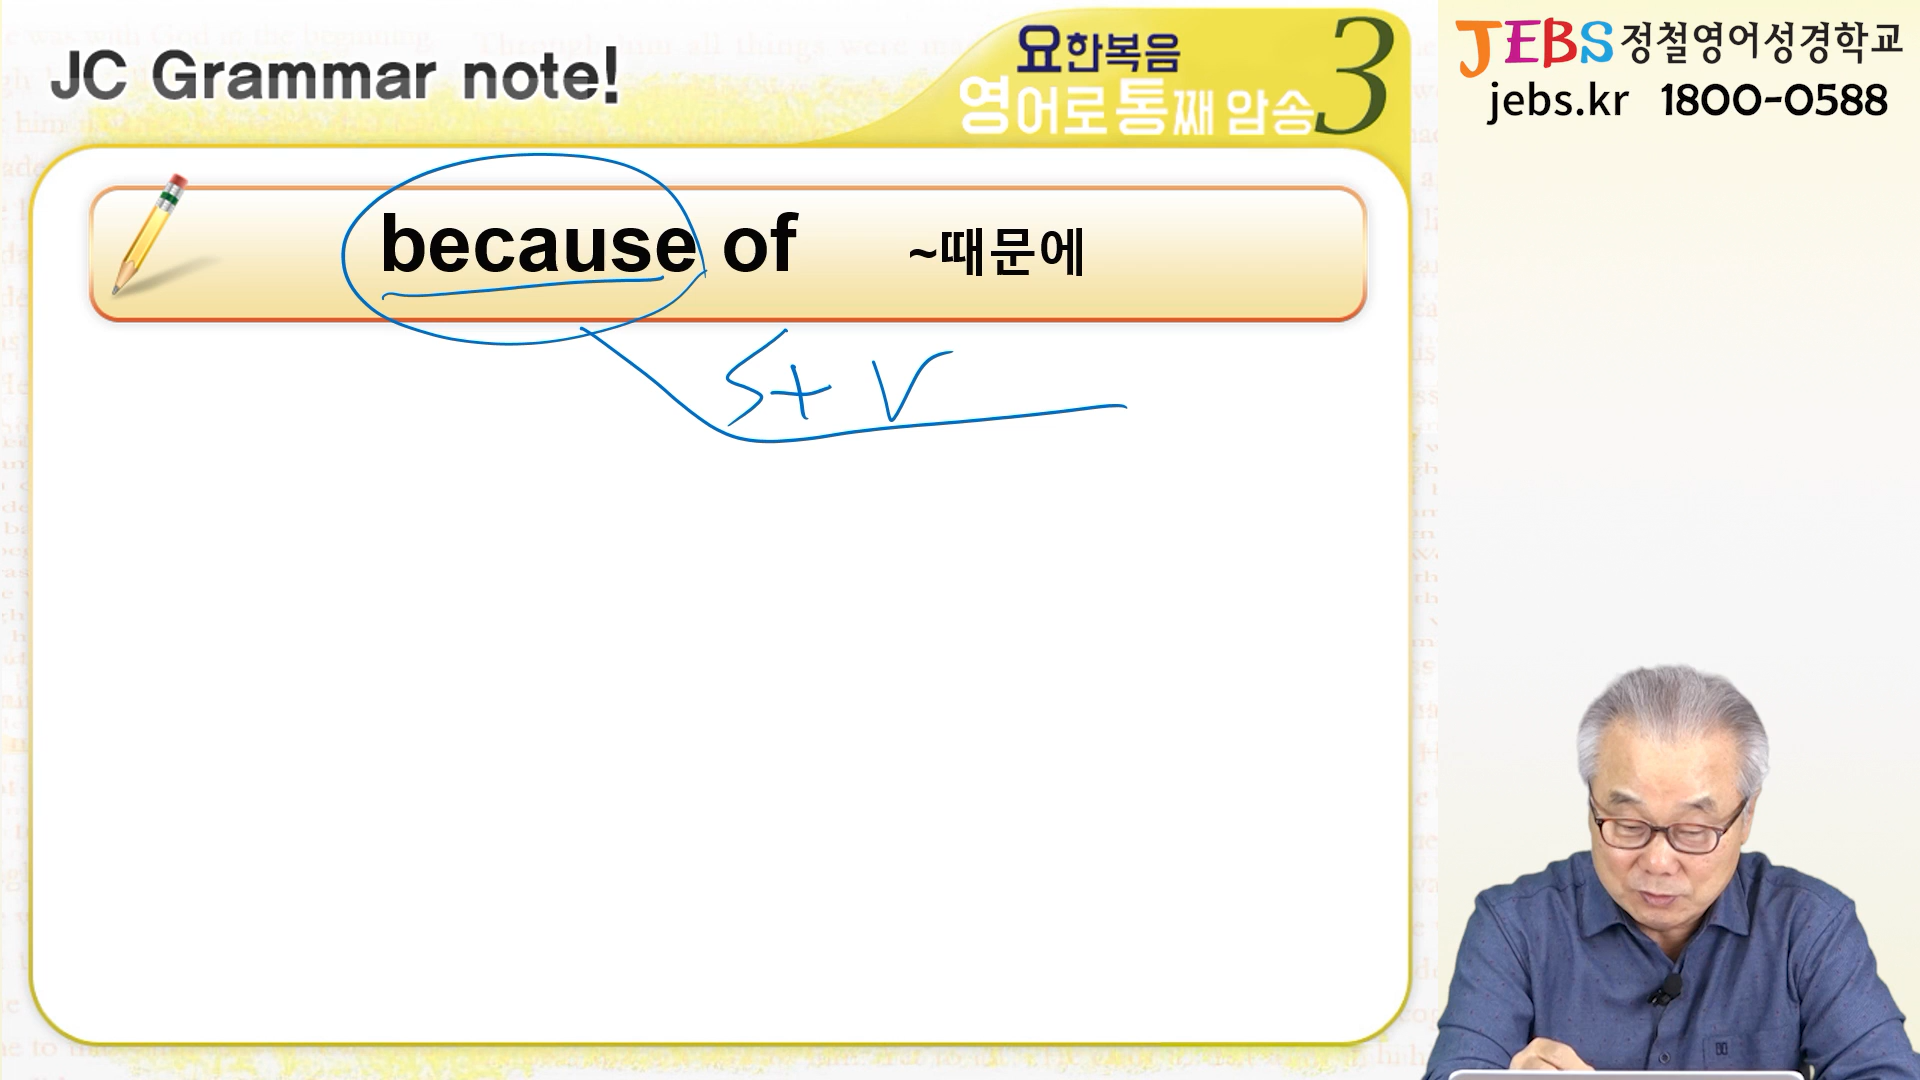 JC Grammar note!
요한복음
영어로 통째 암송 3
JEBS 정철영어성경학교
jebs.kr 1800-0588
because of ~때문에
S + V